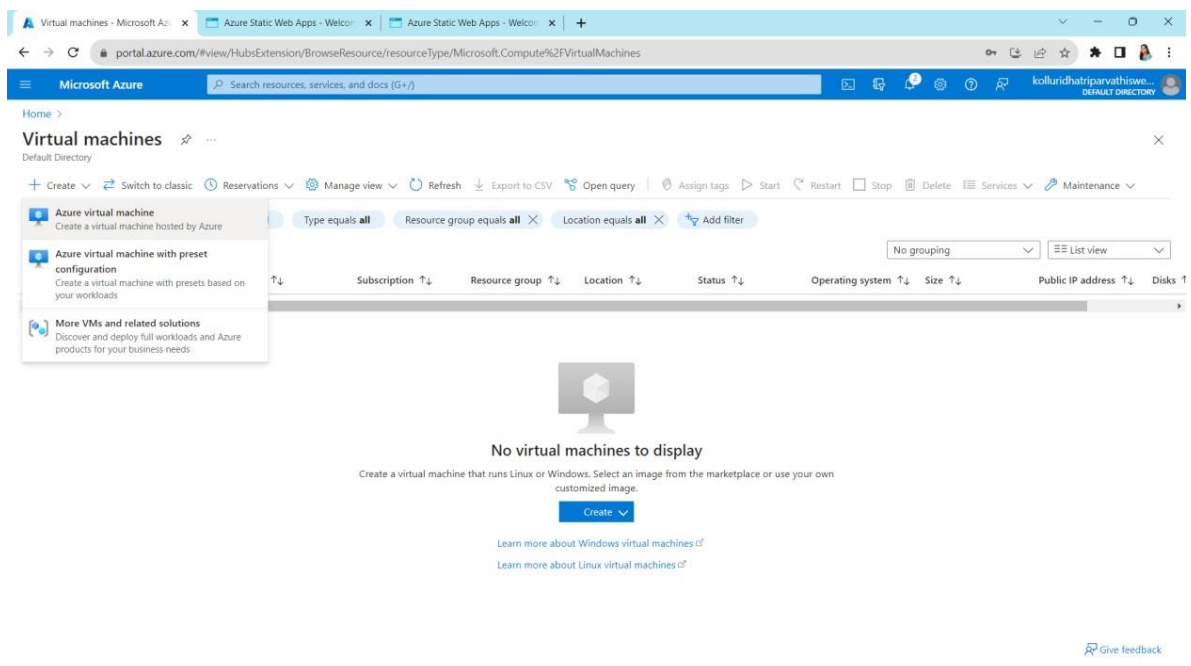 Virtual machines - Microsoft Az
Azure Static Web Apps - Welcom
Azure Static Web Apps - Welcom
portal.azure.com/#view/HubsExtension/BrowseResource/resourceType/Microsoft.Compute%2FVirtualMachines
Microsoft Azure
Search resources, services, and docs (G+/)
2
kolluridhatriparvathiswe...
DEFAULT DIRECTORY
Home >
Virtual machines ...
Default Directory
+ Create Switch to classic Reservations Manage view Refresh Export to CSV Open query Assign tags Start Restart Stop Delete Services Maintenance
Azure virtual machine
Create a virtual machine hosted by Azure
Azure virtual machine with preset
configuration
Create a virtual machine with presets based on
your workloads
More VMs and related solutions
Discover and deploy full workloads and Azure
products for your business needs
Type equals all Resource group equals all Location equals all Add filter
No grouping List view
Subscription Resource group Location Status Operating system Size Public IP address Disks
No virtual machines to display
Create a virtual machine that runs Linux or Windows. Select an image from the marketplace or use your own
customized image.
Create
Learn more about Windows virtual machines
Learn more about Linux virtual machines
Give feedback